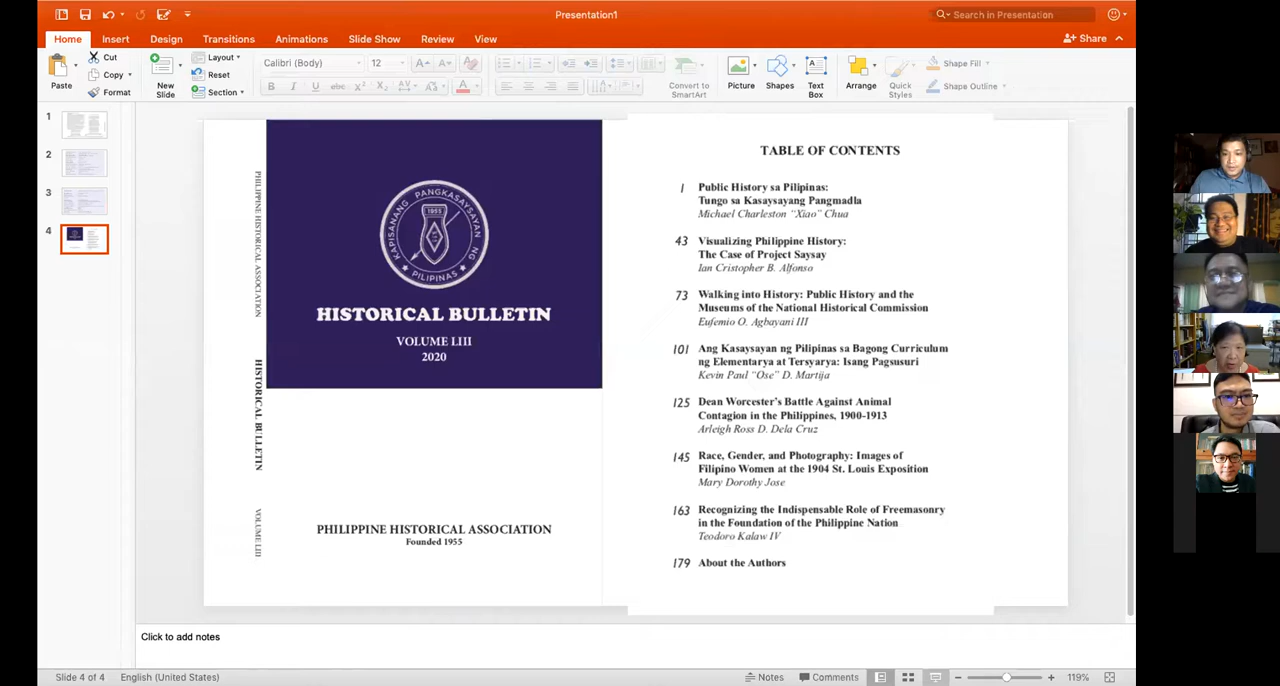 Presentation1
Search in Presentation
Home Insert Design Transitions Animations Slide Show Review View
Share
Paste
Cut
Copy
Format
New Slide
Layout
Reset
Section
Calibri (Body) 12
Convert to SmartArt
Picture
Shapes
Text Box
Arrange
Quick Styles
Shape Fill
Shape Outline
1
2
3
4
PHILIPPINE HISTORICAL ASSOCIATION
HISTORICAL BULLETIN
VOLUME LIII
KAPISANANG PANGKASAYSAYAN NG PILIPINAS
1955
HISTORICAL BULLETIN
VOLUME LIII
2020
PHILIPPINE HISTORICAL ASSOCIATION
Founded 1955
TABLE OF CONTENTS
1 Public History sa Pilipinas:
Tungo sa Kasaysayang Pangmadla
Michael Charleston “Xiao” Chua
43 Visualizing Philippine History:
The Case of Project Saysay
Ian Cristopher B. Alfonso
73 Walking into History: Public History and the
Museums of the National Historical Commission
Eufemio O. Agbayani III
101 Ang Kasaysayan ng Pilipinas sa Bagong Curriculum
ng Elementarya at Tersyarya: Isang Pagsusuri
Kevin Paul “Ose” D. Martija
125 Dean Worcester’s Battle Against Animal
Contagion in the Philippines, 1900-1913
Arleigh Ross D. Dela Cruz
145 Race, Gender, and Photography: Images of
Filipino Women at the 1904 St. Louis Exposition
Mary Dorothy Jose
163 Recognizing the Indispensable Role of Freemasonry
in the Foundation of the Philippine Nation
Teodoro Kalaw IV
179 About the Authors
Click to add notes
Slide 4 of 4 English (United States) Notes Comments 119%